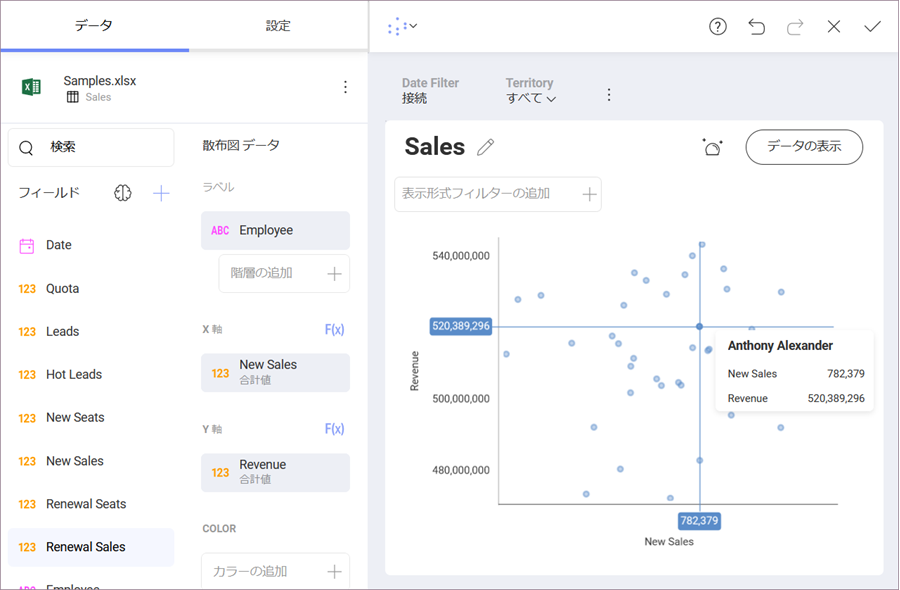 データ
設定
Samples.xlsx
Sales
検索
フィールド
Date
123 Quota
123 Leads
123 Hot Leads
123 New Seats
123 New Sales
123 Renewal Seats
123 Renewal Sales
ABC Employee
散布図 データ
ラベル
ABC Employee
階層の追加
X 軸 F(x)
123 New Sales
合計値
Y 軸 F(x)
123 Revenue
合計値
COLOR
カラーの追加
Date Filter
接続
Territory
すべて
Sales
データの表示
表示形式フィルターの追加
540,000,000
520,389,296
500,000,000
480,000,000
Revenue
Anthony Alexander
New Sales 782,379
Revenue 520,389,296
782,379
New Sales